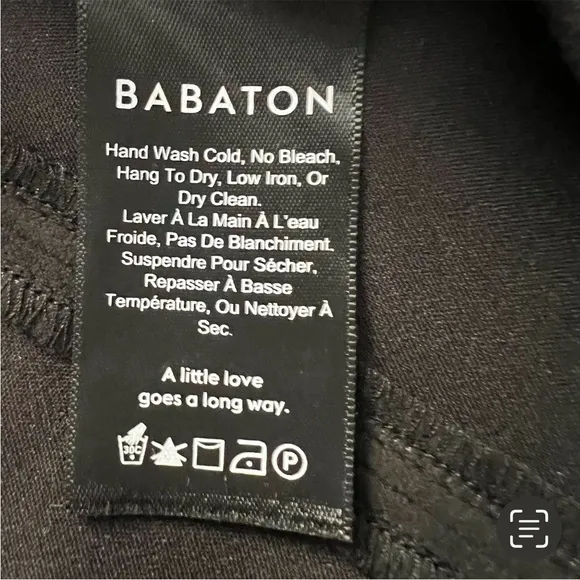 BABATON
Hand Wash Cold, No Bleach,
Hang To Dry, Low Iron, Or
Dry Clean.
Laver À La Main À L'eau
Froide, Pas De Blanchiment.
Suspendre Pour Sécher,
Repasser À Basse
Température, Ou Nettoyer À
Sec.
A little love
goes a long way.
30C
P